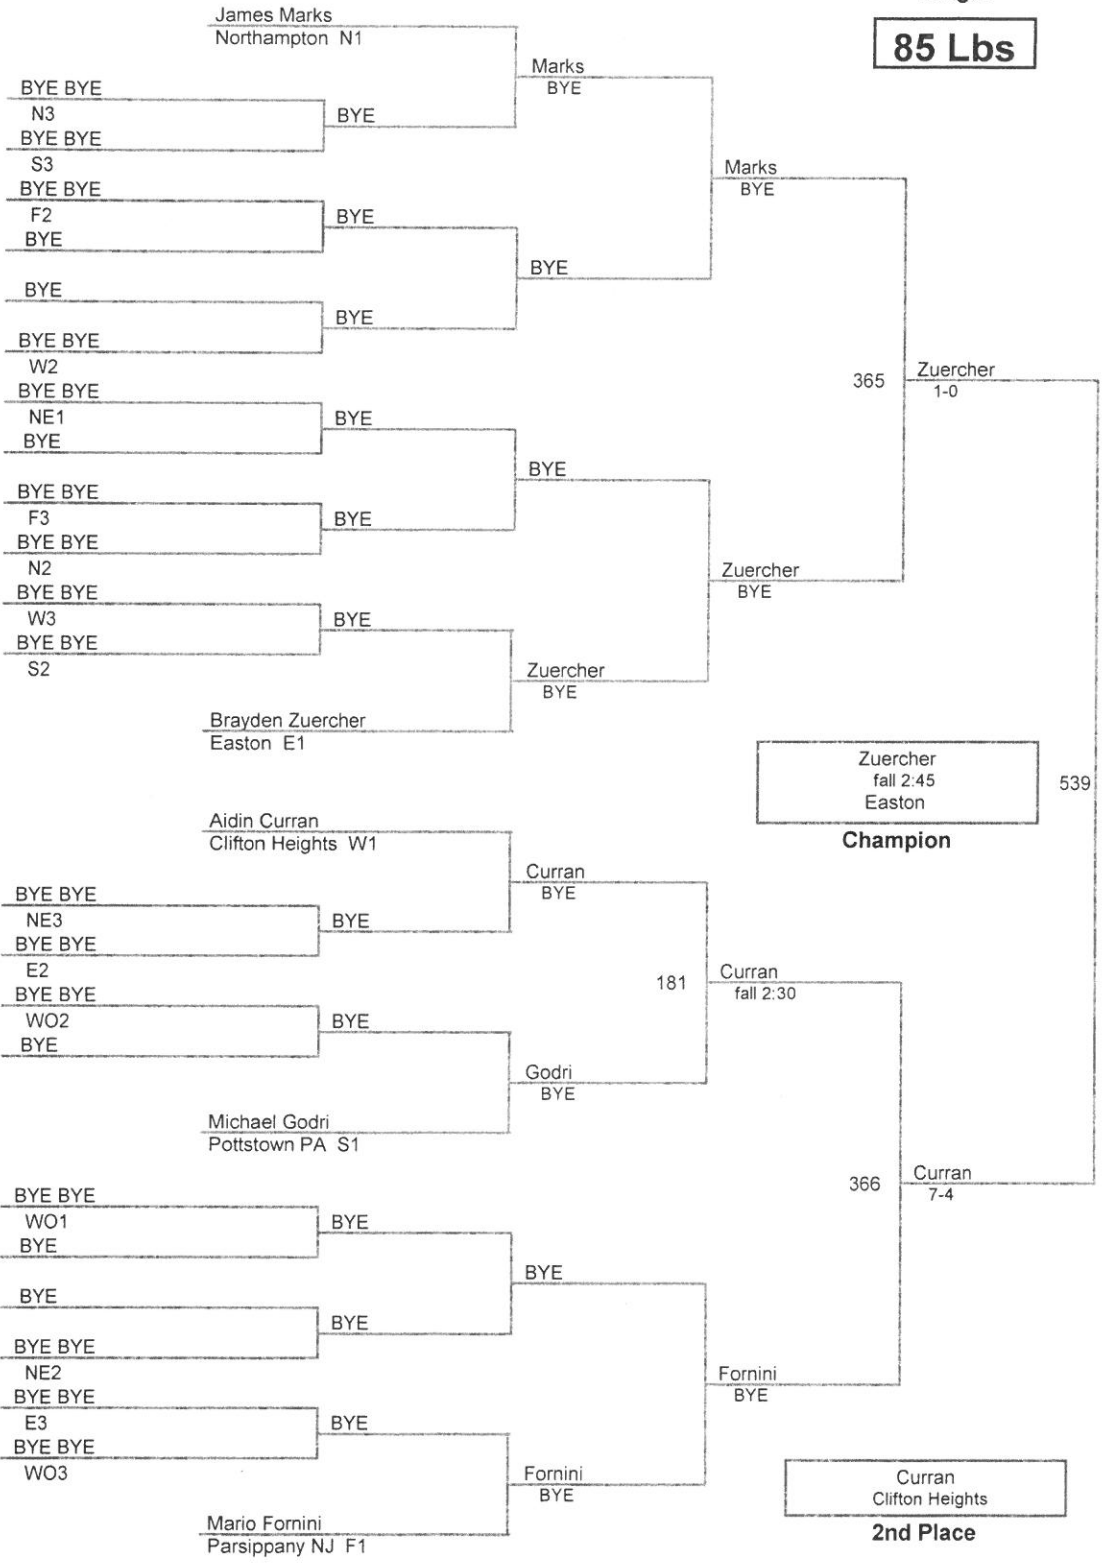 James Marks
Northampton N1
85 Lbs
Marks
BYE
BYE BYE
N3
BYE
BYE BYE
S3
Marks
BYE
BYE BYE
F2
BYE
BYE
BYE
BYE
BYE
BYE BYE
W2
365
Zuercher
1-0
BYE BYE
NE1
BYE
BYE
BYE
BYE BYE
F3
BYE
BYE BYE
N2
Zuercher
BYE
BYE BYE
W3
BYE
BYE BYE
S2
Zuercher
BYE
Brayden Zuercher
Easton E1
Zuercher
fall 2:45
Easton
539
Champion
Aidin Curran
Clifton Heights W1
Curran
BYE
BYE BYE
NE3
BYE
BYE BYE
E2
181
Curran
fall 2:30
BYE BYE
WO2
BYE
BYE
Godri
BYE
Michael Godri
Pottstown PA S1
366
Curran
7-4
BYE BYE
WO1
BYE
BYE
BYE
BYE
BYE
BYE BYE
NE2
Fornini
BYE
BYE BYE
E3
BYE
BYE BYE
WO3
Fornini
BYE
Mario Fornini
Parsippany NJ F1
Curran
Clifton Heights
2nd Place